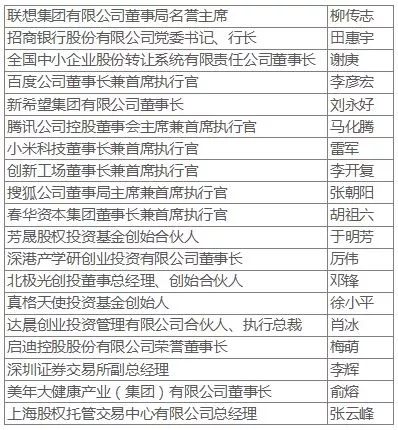 联想集团有限公司董事局名誉主席 柳传志
招商银行股份有限公司党委书记、行长 田惠宇
全国中小企业股份转让系统有限责任公司董事长 谢庚
百度公司董事长兼首席执行官 李彦宏
新希望集团有限公司董事长 刘永好
腾讯公司控股董事会主席兼首席执行官 马化腾
小米科技董事长兼首席执行官 雷军
创新工场董事长兼首席执行官 李开复
搜狐公司董事局主席兼首席执行官 张朝阳
春华资本集团董事长兼首席执行官 胡祖六
芳晟股权投资基金创始合伙人 于明芳
深港产学研创业投资有限公司董事长 厉伟
北极光创投董事总经理、创始合伙人 邓锋
真格天使投资基金创始人 徐小平
达晨创业投资管理有限公司合伙人、执行总裁 肖冰
启迪控股股份有限公司荣誉董事长 梅萌
深圳证券交易所副总经理 李辉
美年大健康产业（集团）有限公司董事长 俞熔
上海股权托管交易中心有限公司总经理 张云峰